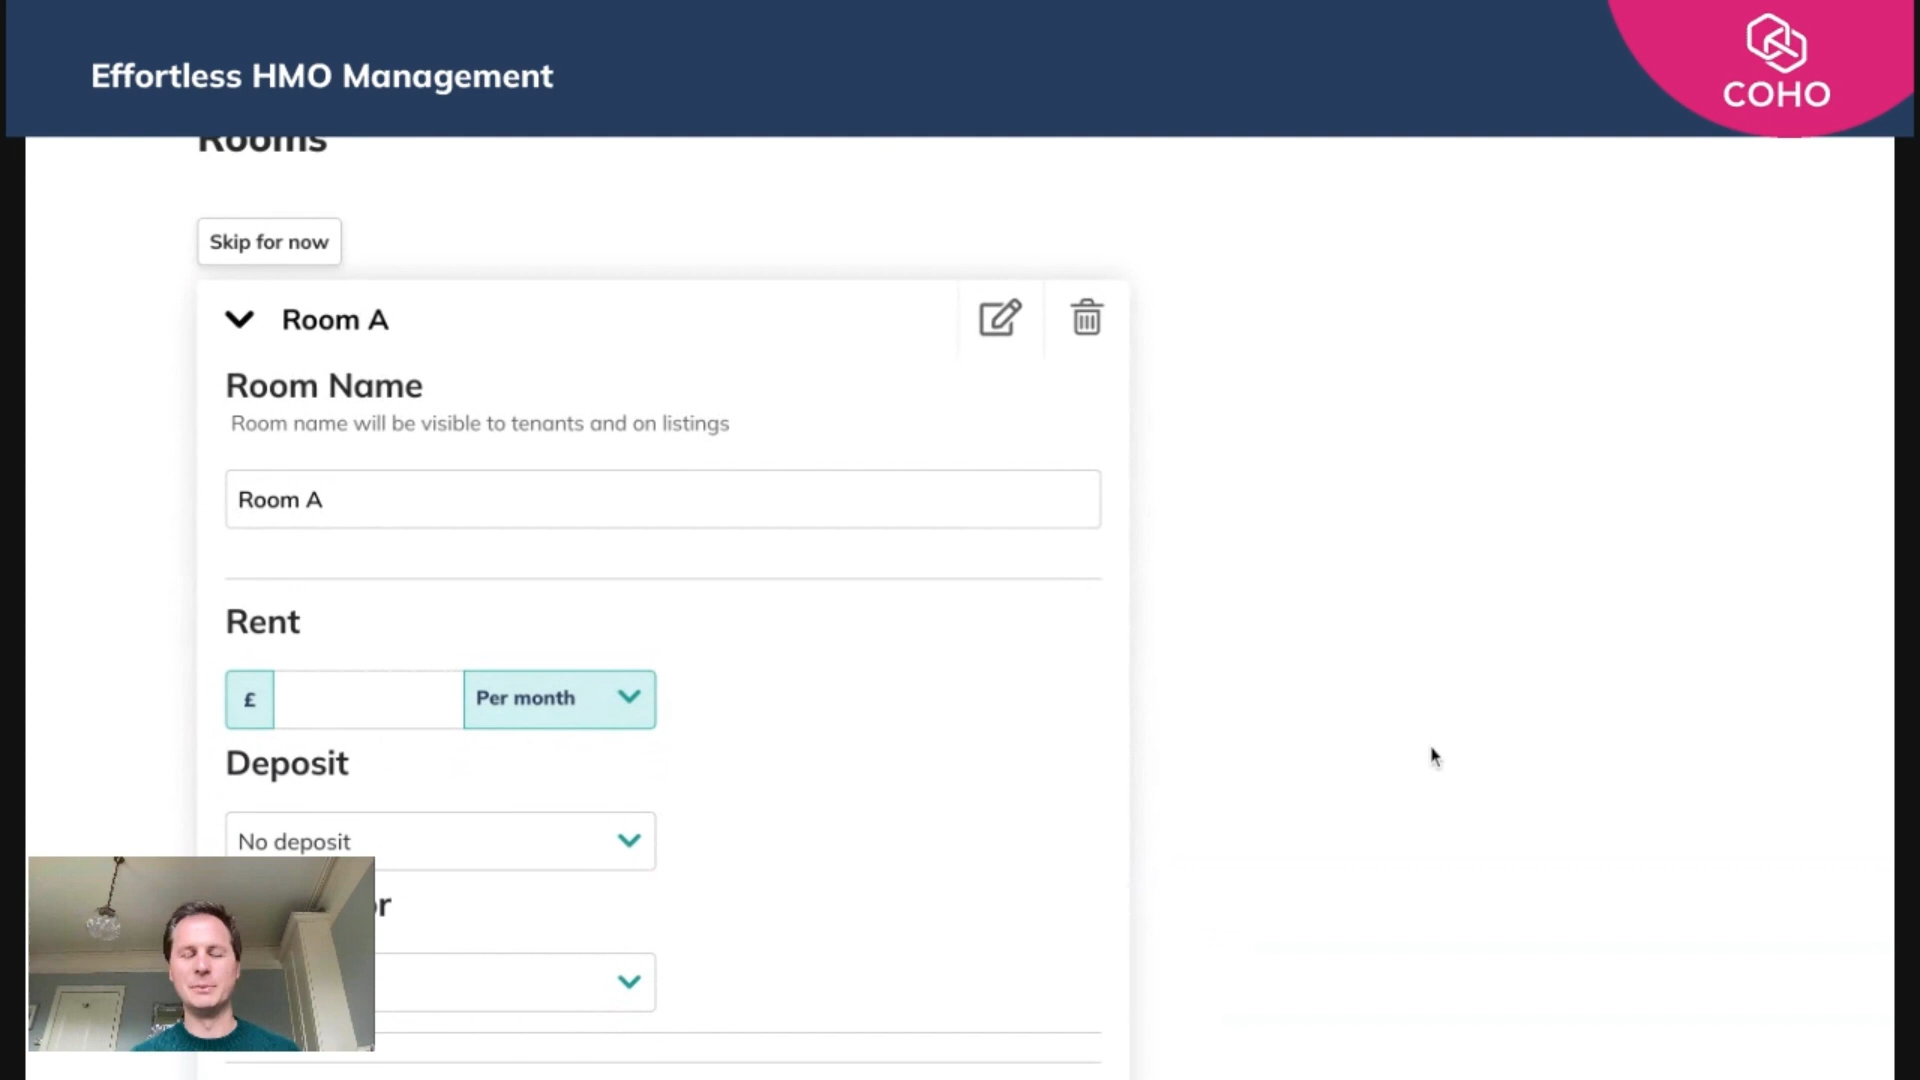 Effortless HMO Management
COHO
Rooms
Skip for now
Room A
Room Name
Room name will be visible to tenants and on listings
Room A
Rent
£
Per month
Deposit
No deposit